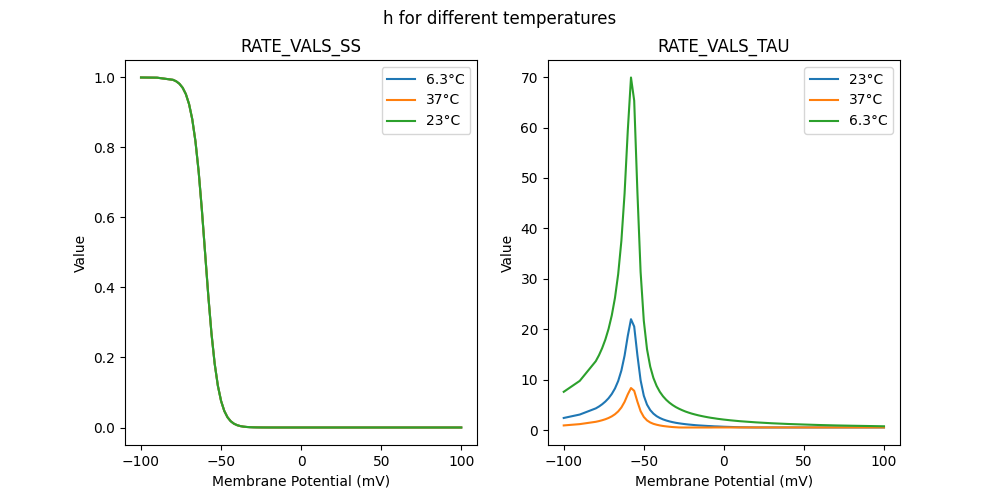 h for different temperatures
RATE_VALS_SS
1.0
0.8
0.6
0.4
0.2
0.0
Value
−100
−50
0
50
100
Membrane Potential (mV)
6.3°C
37°C
23°C
RATE_VALS_TAU
70
60
50
40
30
20
10
0
Value
−100
−50
0
50
100
Membrane Potential (mV)
23°C
37°C
6.3°C